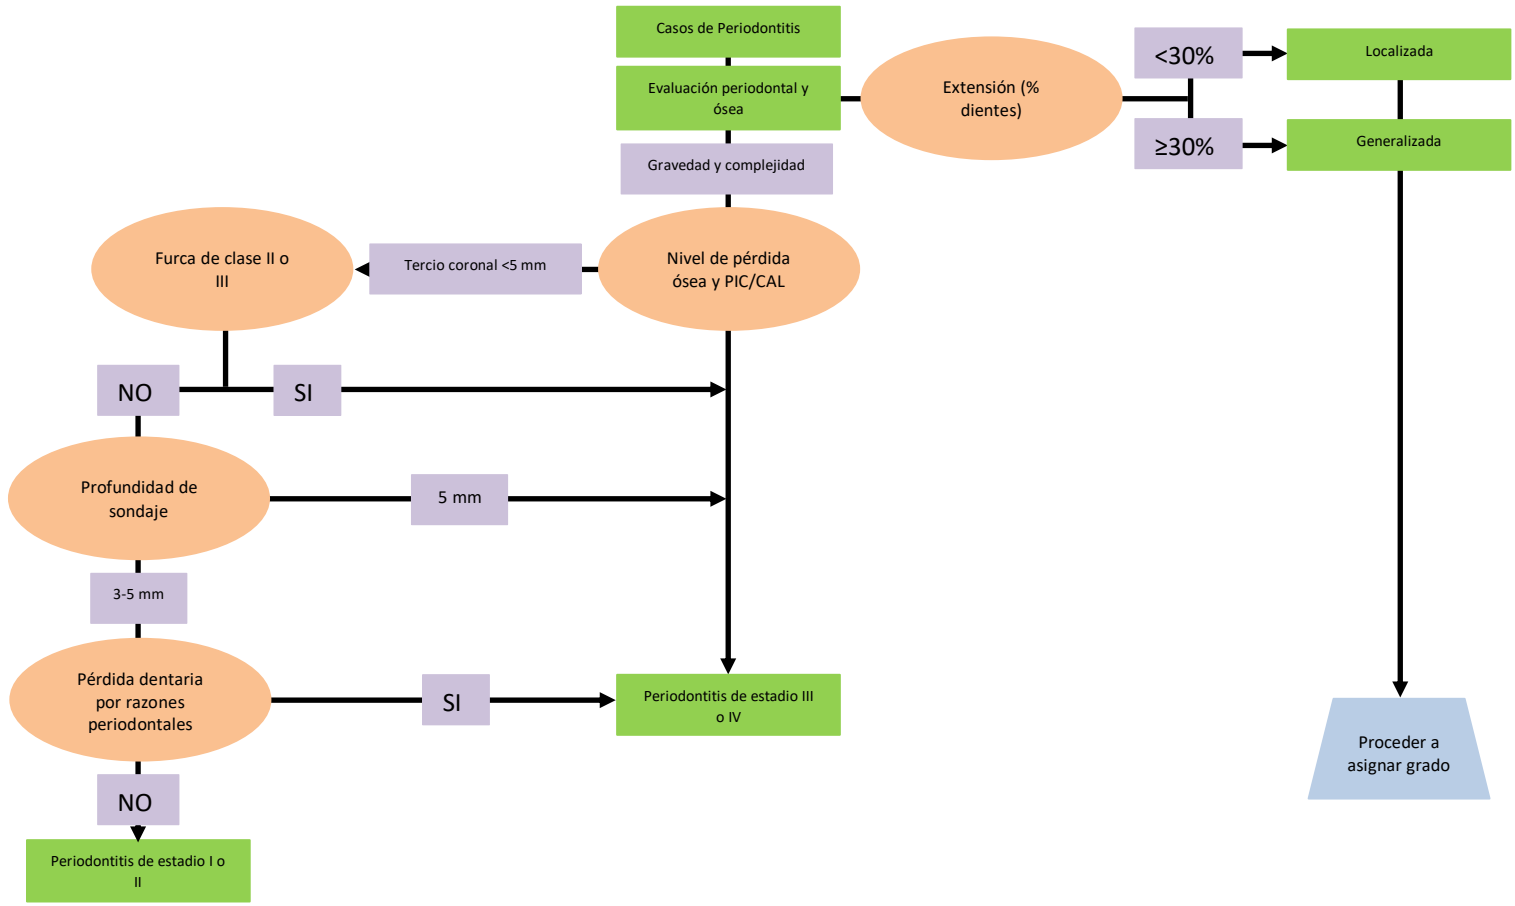 Casos de Periodontitis
Evaluación periodontal y
ósea
Extensión (%
dientes)
<30%
Localizada
≥30%
Generalizada
Gravedad y complejidad
Nivel de pérdida
ósea y PIC/CAL
Tercio coronal <5 mm
Furca de clase II o
III
NO
SI
Profundidad de
sondaje
5 mm
3-5 mm
Pérdida dentaria
por razones
periodontales
SI
Periodontitis de estadio III
o IV
NO
Periodontitis de estadio I o
II
Proceder a
asignar grado